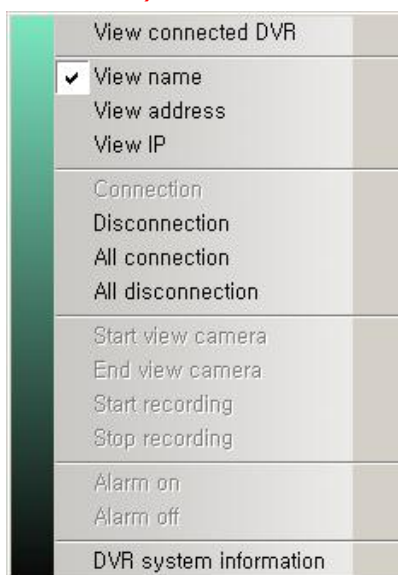 View connected DVR
View name
View address
View IP
Connection
Disconnection
All connection
All disconnection
Start view camera
End view camera
Start recording
Stop recording
Alarm on
Alarm off
DVR system information